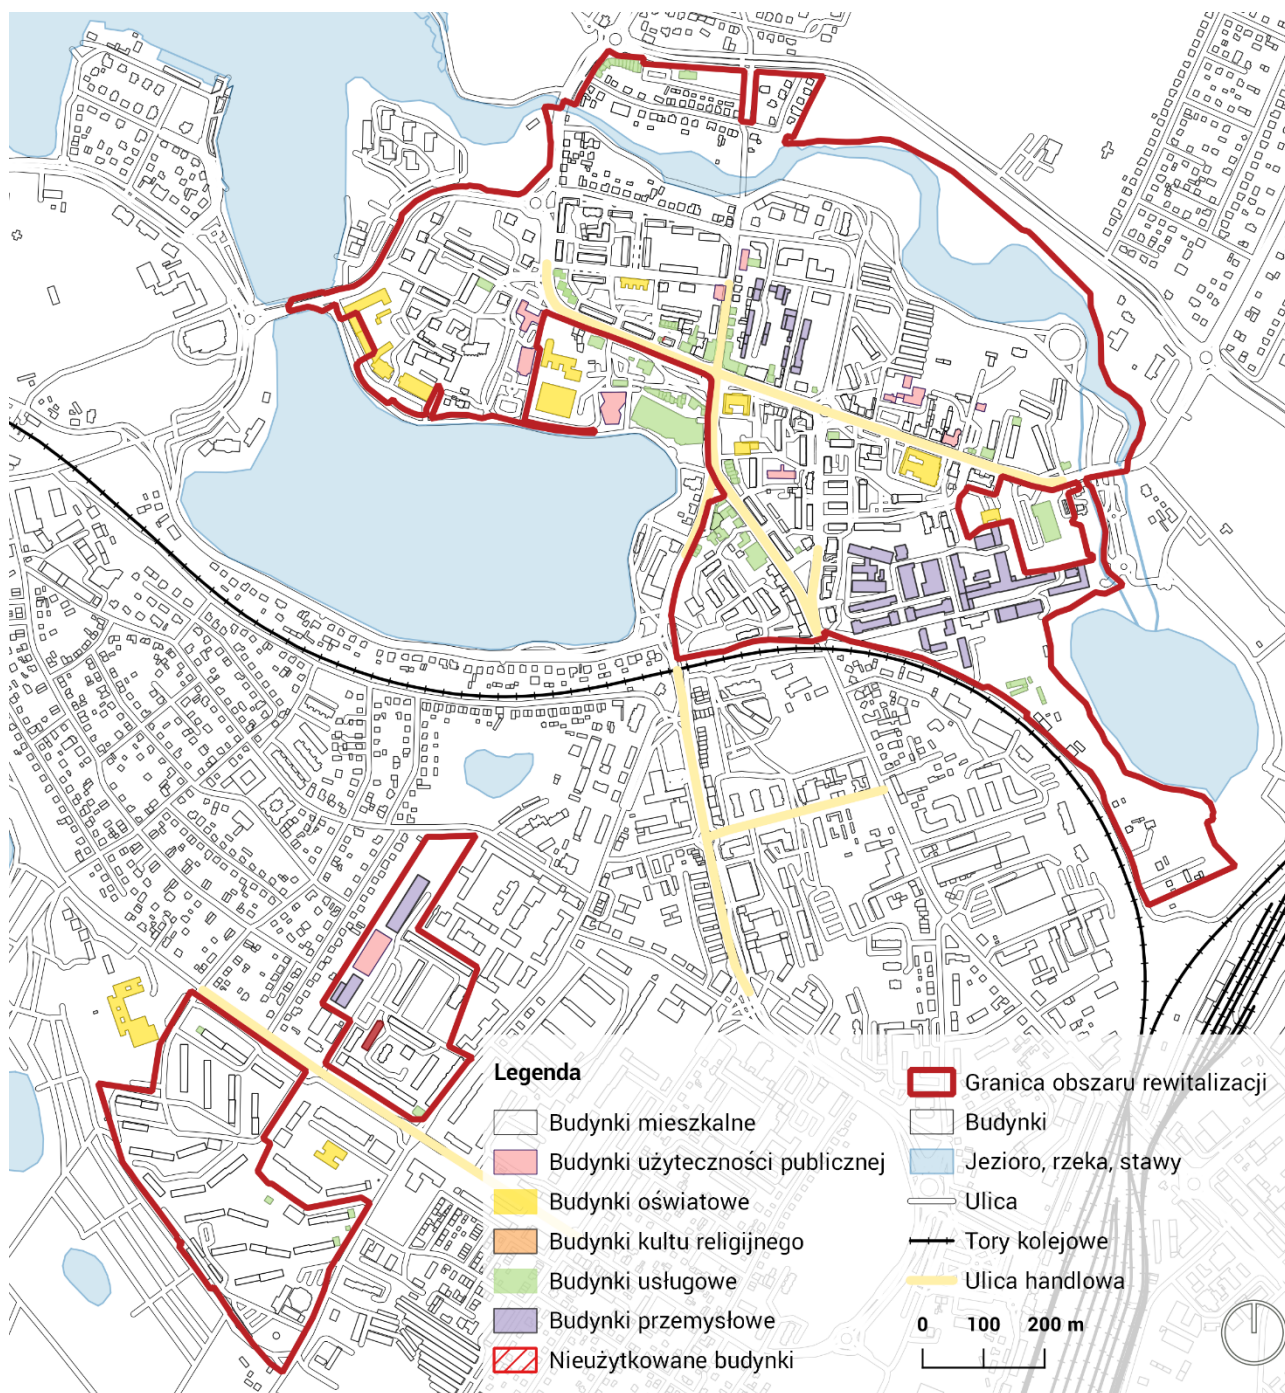 Legenda
Budynki mieszkalne
Budynki użyteczności publicznej
Budynki oświatowe
Budynki kultu religijnego
Budynki usługowe
Budynki przemysłowe
Nieużytkowane budynki
Granica obszaru rewitalizacji
Budynki
Jezioro, rzeka, stawy
Ulica
Tory kolejowe
Ulica handlowa
0 100 200 m